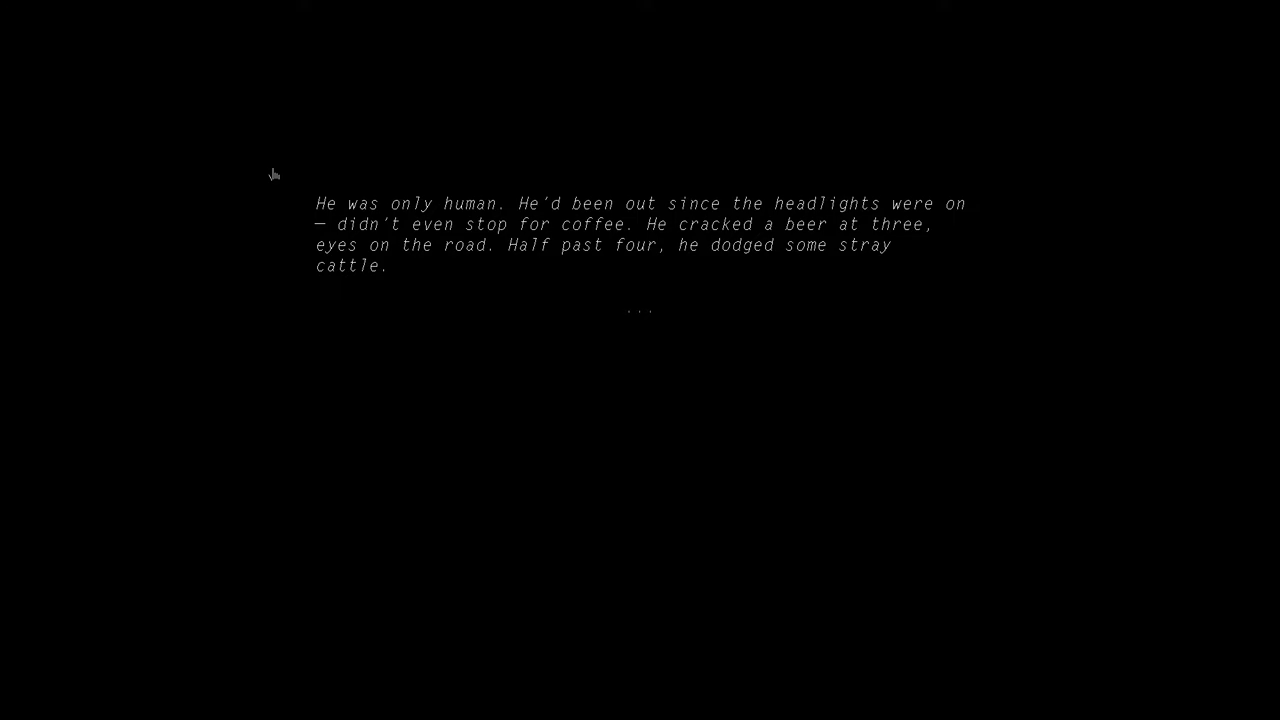 He was only human. He'd been out since the headlights were on
— didn't even stop for coffee. He cracked a beer at three,
eyes on the road. Half past four, he dodged some stray
cattle.
...